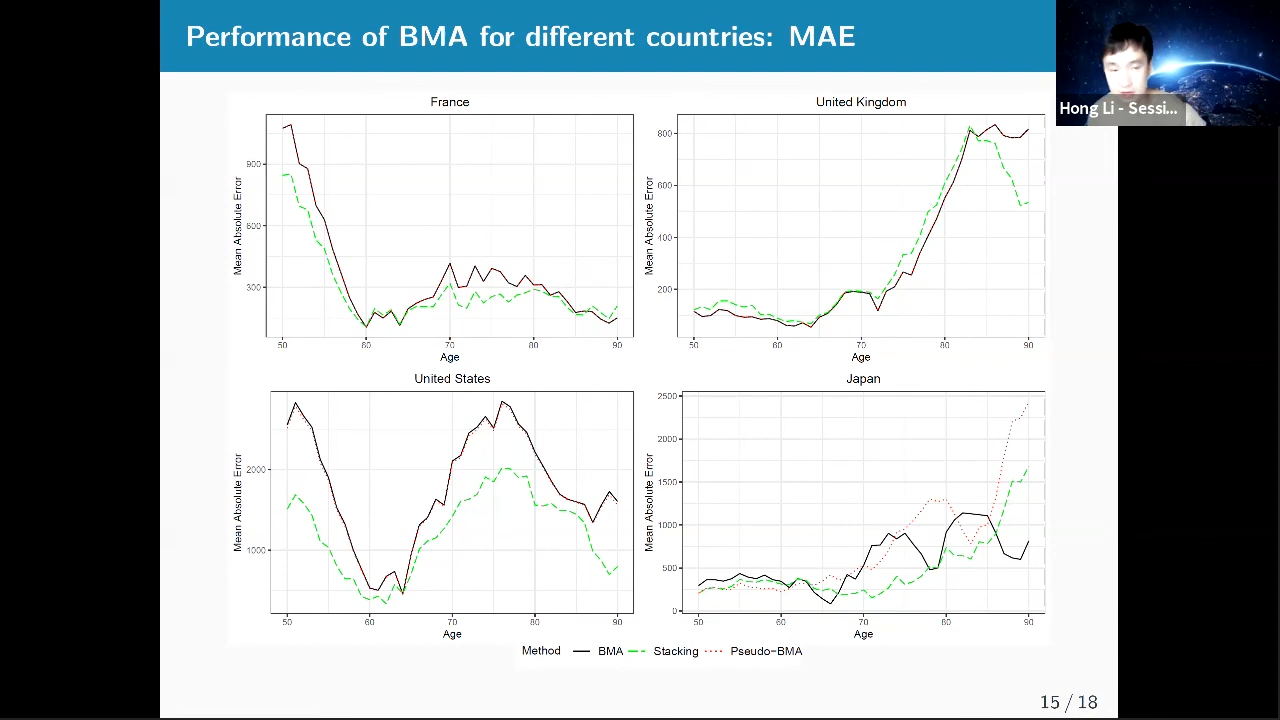 Performance of BMA for different countries: MAE
Hong Li - Sessi...
France
Mean Absolute Error
900
600
300
50
60
70
80
90
Age
United Kingdom
Mean Absolute Error
800
600
400
200
50
60
70
80
90
Age
United States
Mean Absolute Error
2000
1000
50
60
70
80
90
Age
Japan
Mean Absolute Error
2500
2000
1500
1000
500
0
50
60
70
80
90
Age
Method BMA Stacking Pseudo-BMA
15 / 18